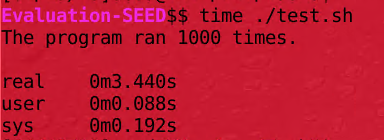 Evaluation-SEED$$ time ./test.sh
The program ran 1000 times.
real 0m3.440s
user 0m0.088s
sys 0m0.192s